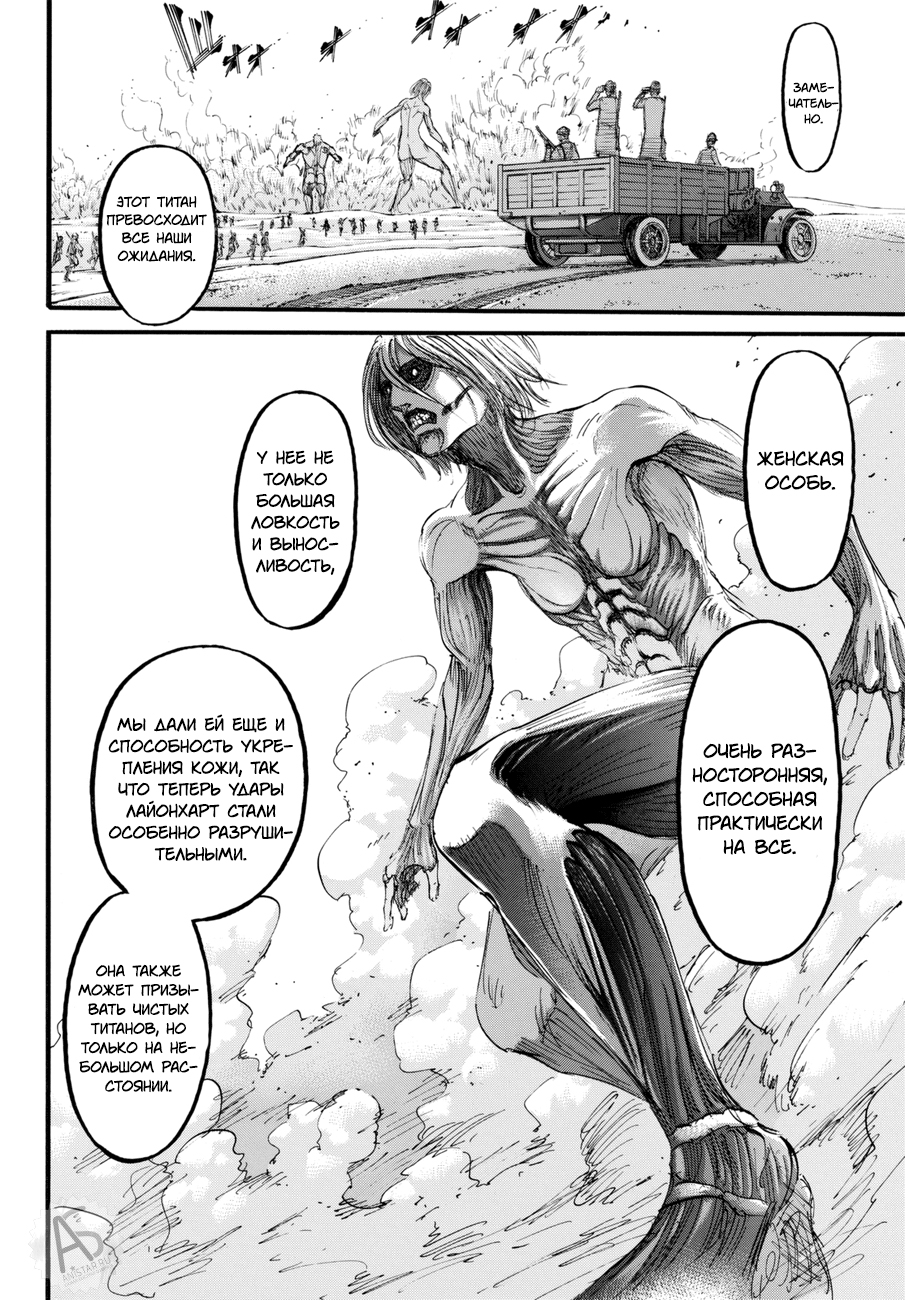 ЗАМЕ-
ЧАТЕЛЬ-
НО.
ЭТОТ ТИТАН
ПРЕВОСХОДИТ
ВСЕ НАШИ
ОЖИДАНИЯ.
ЖЕНСКАЯ
ОСОБЬ.
У НЕЕ НЕ
ТОЛЬКО
БОЛЬШАЯ
ЛОВКОСТЬ
И ВЫНОС-
ЛИВОСТЬ,
ОЧЕНЬ РАЗ-
НОСТОРОННЯЯ,
СПОСОБНАЯ
ПРАКТИЧЕСКИ
НА ВСЕ.
МЫ ДАЛИ ЕЙ ЕЩЕ И
СПОСОБНОСТЬ УКРЕ-
ПЛЕНИЯ КОЖИ, ТАК
ЧТО ТЕПЕРЬ УДАРЫ
ЛАЙОНХАРТ СТАЛИ
ОСОБЕННО РАЗРУШИ-
ТЕЛЬНЫМИ.
ОНА ТАКЖЕ
МОЖЕТ ПРИЗЫ-
ВАТЬ ЧИСТЫХ
ТИТАНОВ, НО
ТОЛЬКО НА НЕ-
БОЛЬШОМ РАС-
СТОЯНИИ.
ANISTAR.RU